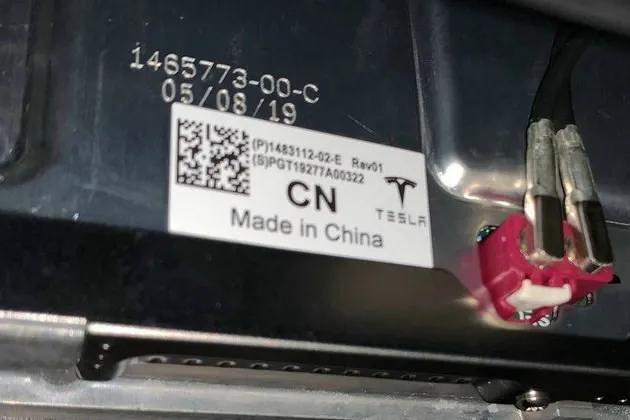 1465773-00-C
05/08/19
(P)1483112-02-E Rev01
(S)PGT19277A00322
CN
TESLA
Made in China